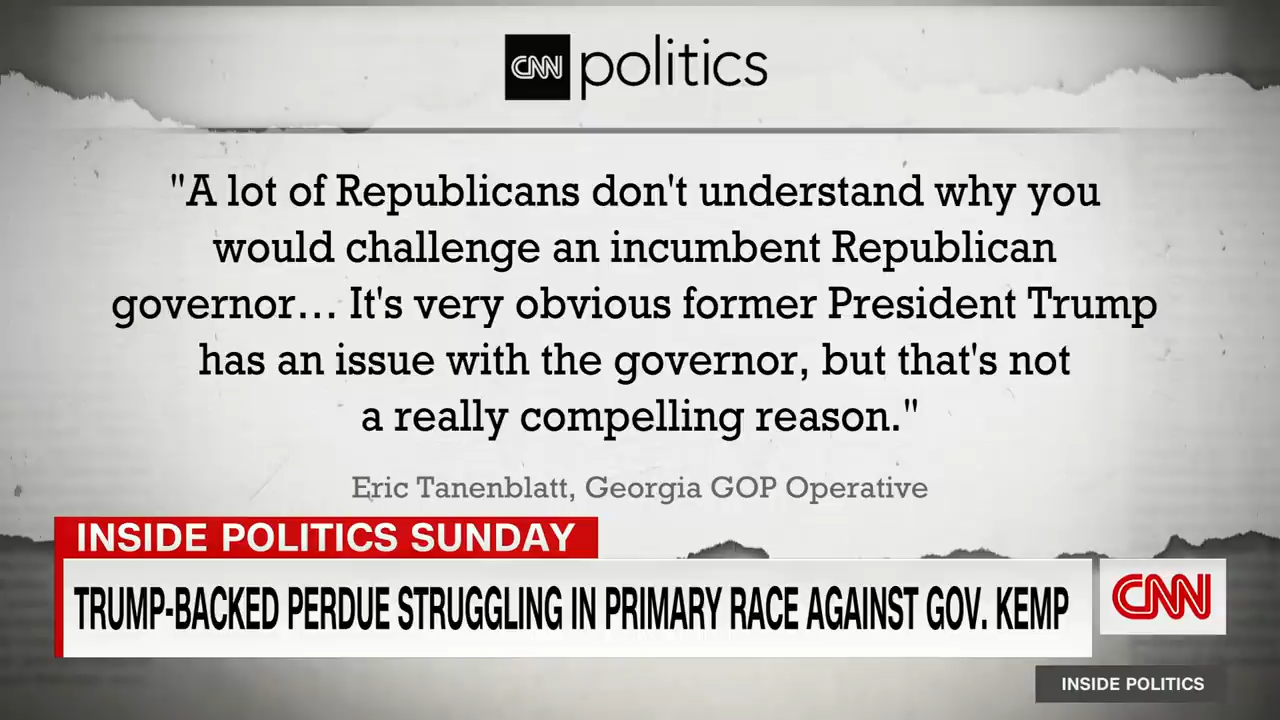 CNN politics
"A lot of Republicans don't understand why you
would challenge an incumbent Republican
governor... It's very obvious former President Trump
has an issue with the governor, but that's not
a really compelling reason."
Eric Tanenblatt, Georgia GOP Operative
INSIDE POLITICS SUNDAY
TRUMP-BACKED PERDUE STRUGGLING IN PRIMARY RACE AGAINST GOV. KEMP
CNN
INSIDE POLITICS